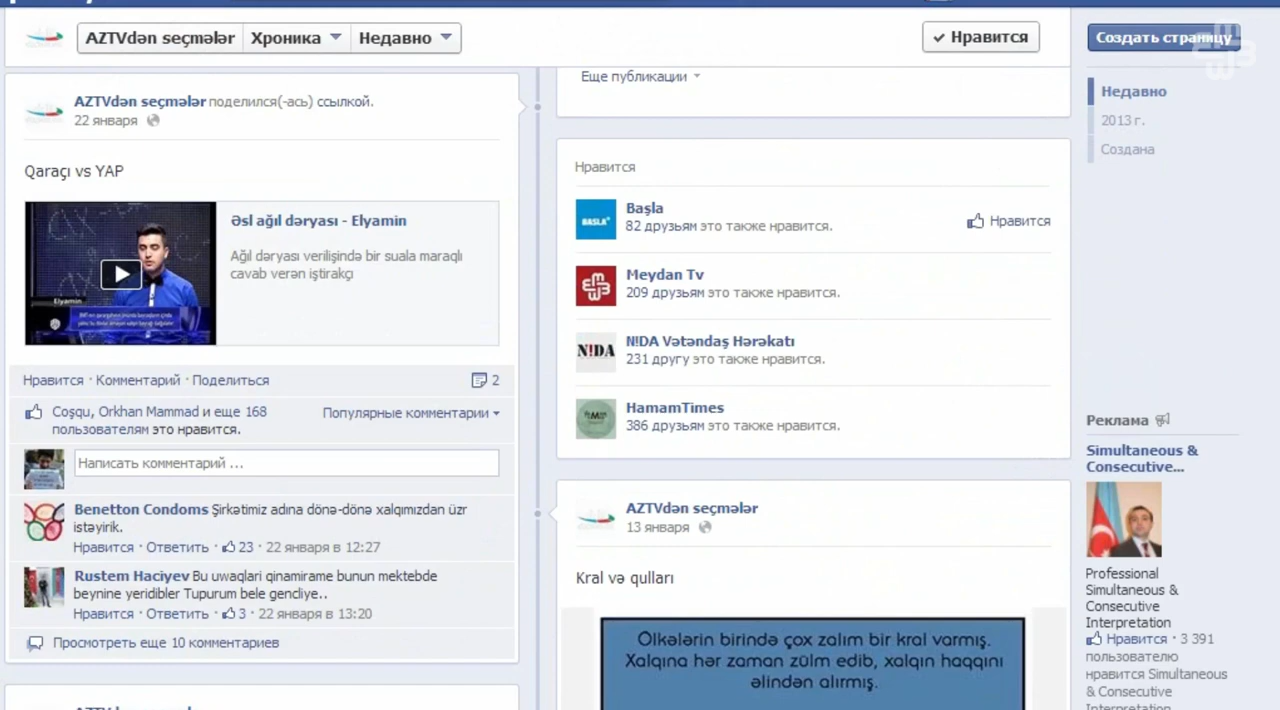 AZTVdən seçmələr
Хроника
Недавно
Нравится
Создать страницу
AZTVdən seçmələr поделился(-ась) ссылкой.
22 января
Qaraçı vs YAP
Əsl ağıl dəryası - Elyamin
Ağıl dəryası verilişində bir suala maraqlı
cavab verən iştirakçı
Elyamin
Нравится · Комментарий · Поделиться
2
Coşqu, Orkhan Mammad и еще 168
пользователям это нравится.
Популярные комментарии
Написать комментарий ...
Benetton Condoms Şirkətimiz adına dönə-dönə xalqımızdan üzr
istəyirik.
Нравится · Ответить · 23 · 22 января в 12:27
Rustem Haciyev Bu uwaqlari qinamirame bunun mektebde
beynine yeridibler Tupurum bele gencliye..
Нравится · Ответить · 3 · 22 января в 13:20
Просмотреть еще 10 комментариев
Еще публикации
Нравится
BAŞLA
Başla
82 друзьям это также нравится.
Нравится
Meydan Tv
209 друзьям это также нравится.
N!DA
N!DA Vətəndaş Hərəkatı
231 другу это также нравится.
HamamTimes
386 друзьям это также нравится.
AZTVdən seçmələr
13 января
Kral və qulları
Ölkələrin birində çox zalım bir kral varmış.
Xalqına hər zaman zülm edib, xalqın haqqını
əlindən alırmış.
Недавно
2013 г.
Создана
Реклама
Simultaneous &
Consecutive...
Professional
Simultaneous &
Consecutive
Interpretation
Нравится · 3 391
пользователю
нравится Simultaneous
& Consecutive
Interpretation